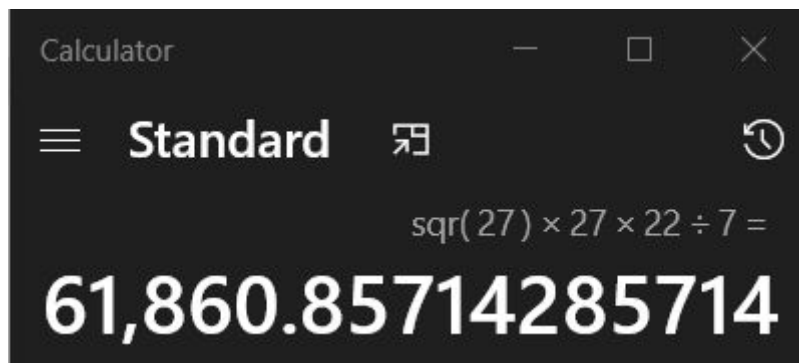 Calculator
Standard
sqr( 27 ) × 27 × 22 ÷ 7 =
61,860.85714285714